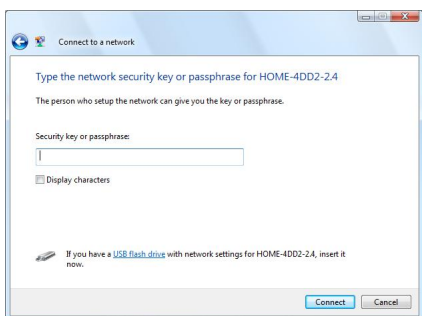 Connect to a network
Type the network security key or passphrase for HOME-4DD2-2.4
The person who setup the network can give you the key or passphrase.
Security key or passphrase:
Display characters
If you have a USB flash drive with network settings for HOME-4DD2-2.4, insert it
now.
Connect Cancel